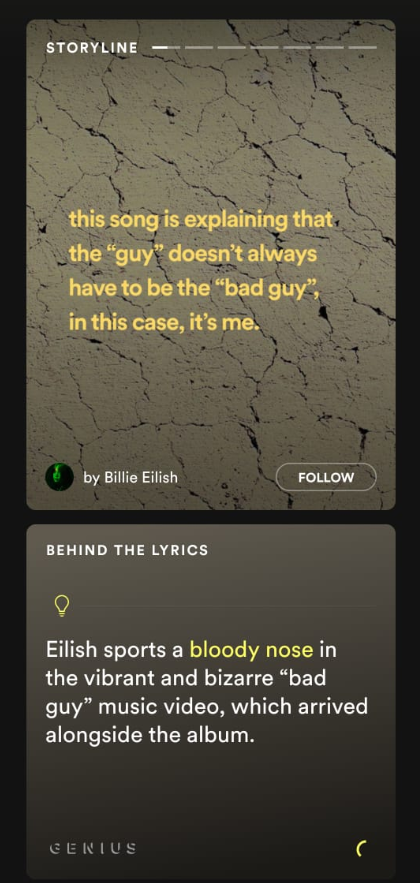 STORYLINE
this song is explaining that
the “guy” doesn’t always
have to be the “bad guy”,
in this case, it’s me.
by Billie Eilish
FOLLOW
BEHIND THE LYRICS
Eilish sports a bloody nose in
the vibrant and bizarre “bad
guy” music video, which arrived
alongside the album.
GENIUS